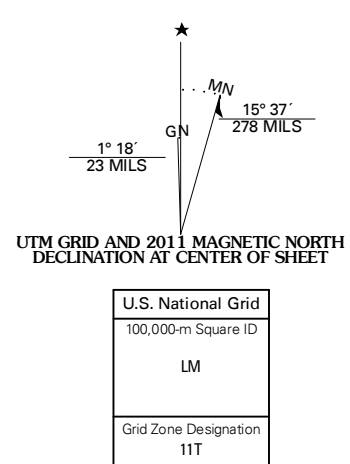 MN
15° 37´
278 MILS
GN
1° 18´
23 MILS
UTM GRID AND 2011 MAGNETIC NORTH
DECLINATION AT CENTER OF SHEET
U.S. National Grid
100,000-m Square ID
LM
Grid Zone Designation
11T